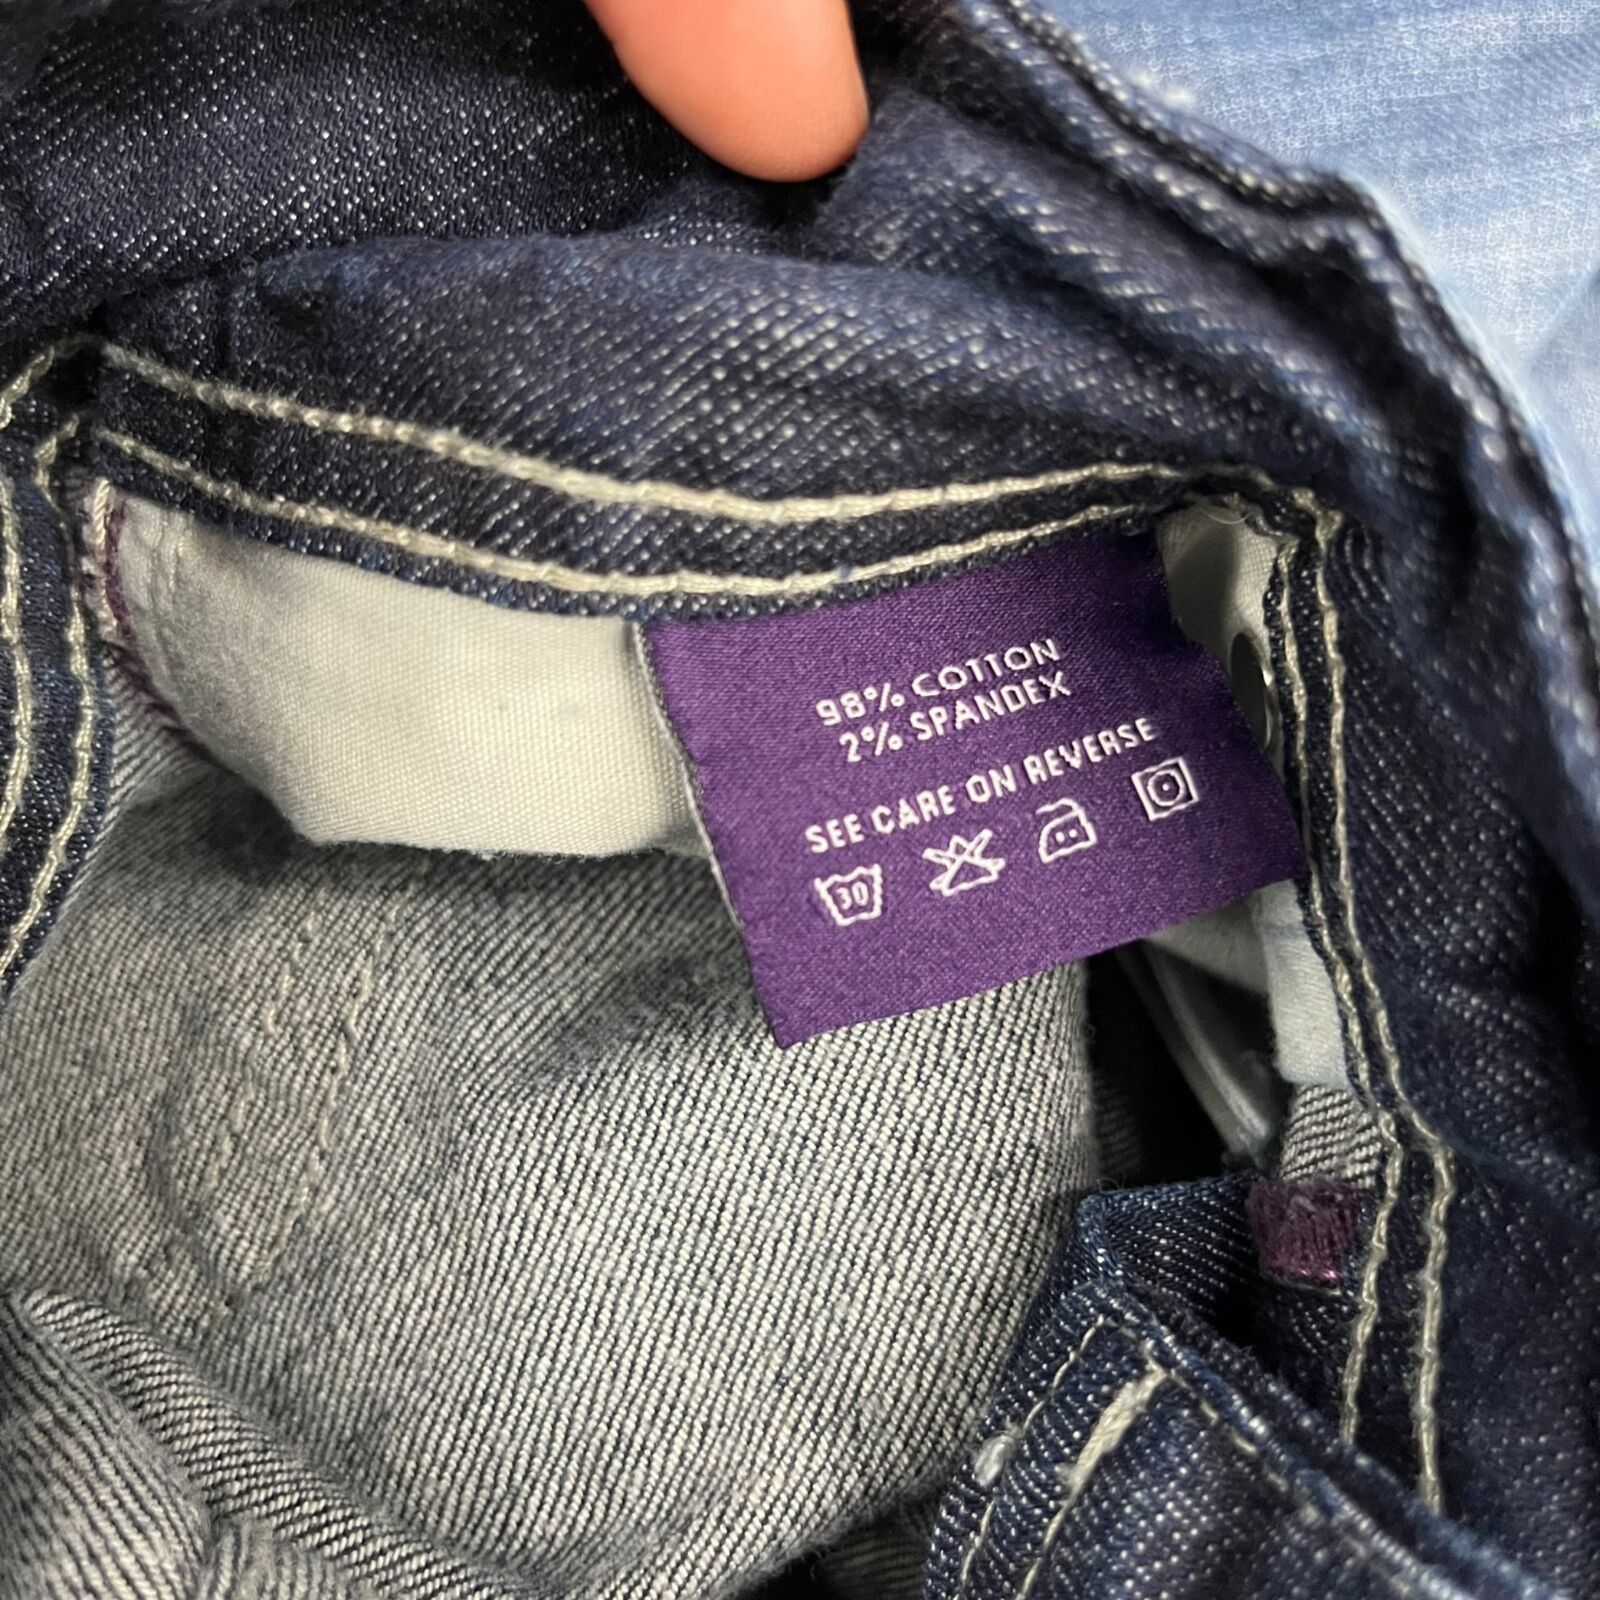 98% COTTON
2% SPANDEX
SEE CARE ON REVERSE
30